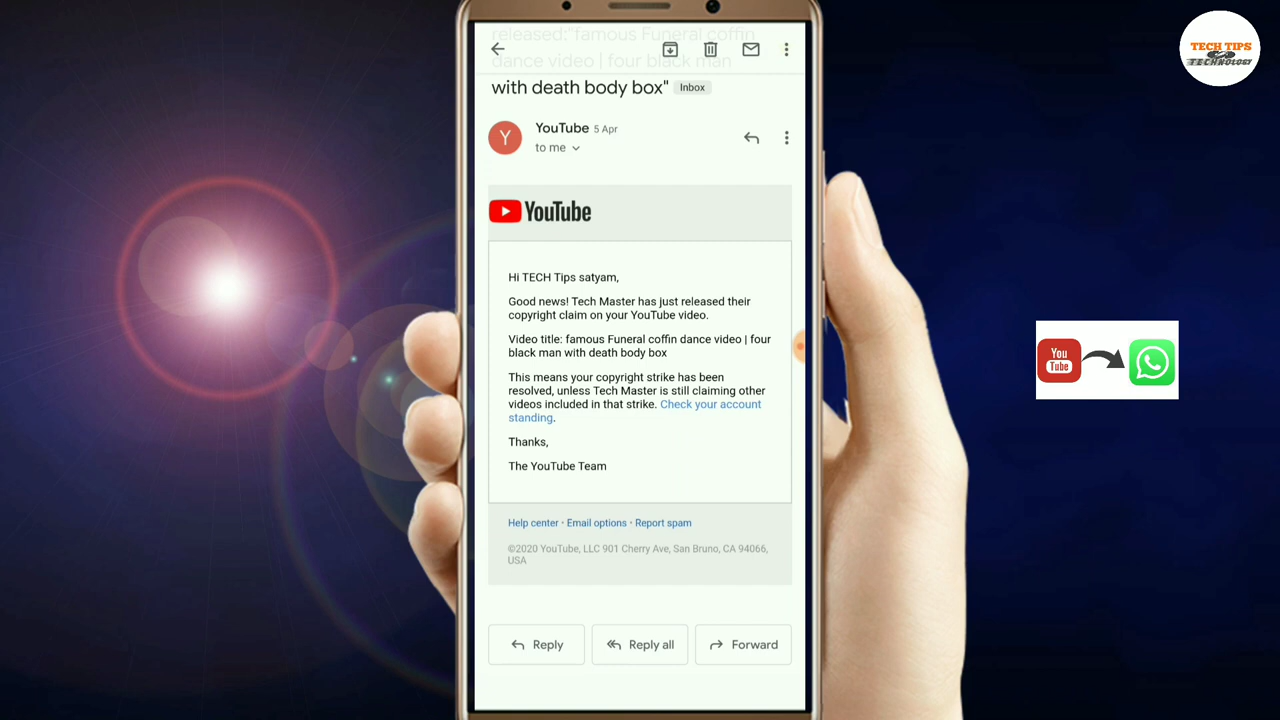 released:"famous Funeral coffin
dance video | four black man
with death body box" Inbox
YouTube 5 Apr
to me
Y
YouTube
Hi TECH Tips satyam,
Good news! Tech Master has just released their
copyright claim on your YouTube video.
Video title: famous Funeral coffin dance video | four
black man with death body box
This means your copyright strike has been
resolved, unless Tech Master is still claiming other
videos included in that strike. Check your account
standing.
Thanks,
The YouTube Team
Help center · Email options · Report spam
©2020 YouTube, LLC 901 Cherry Ave, San Bruno, CA 94066,
USA
Reply Reply all Forward
TECH TIPS
TECHNOLOGY
You
Tube